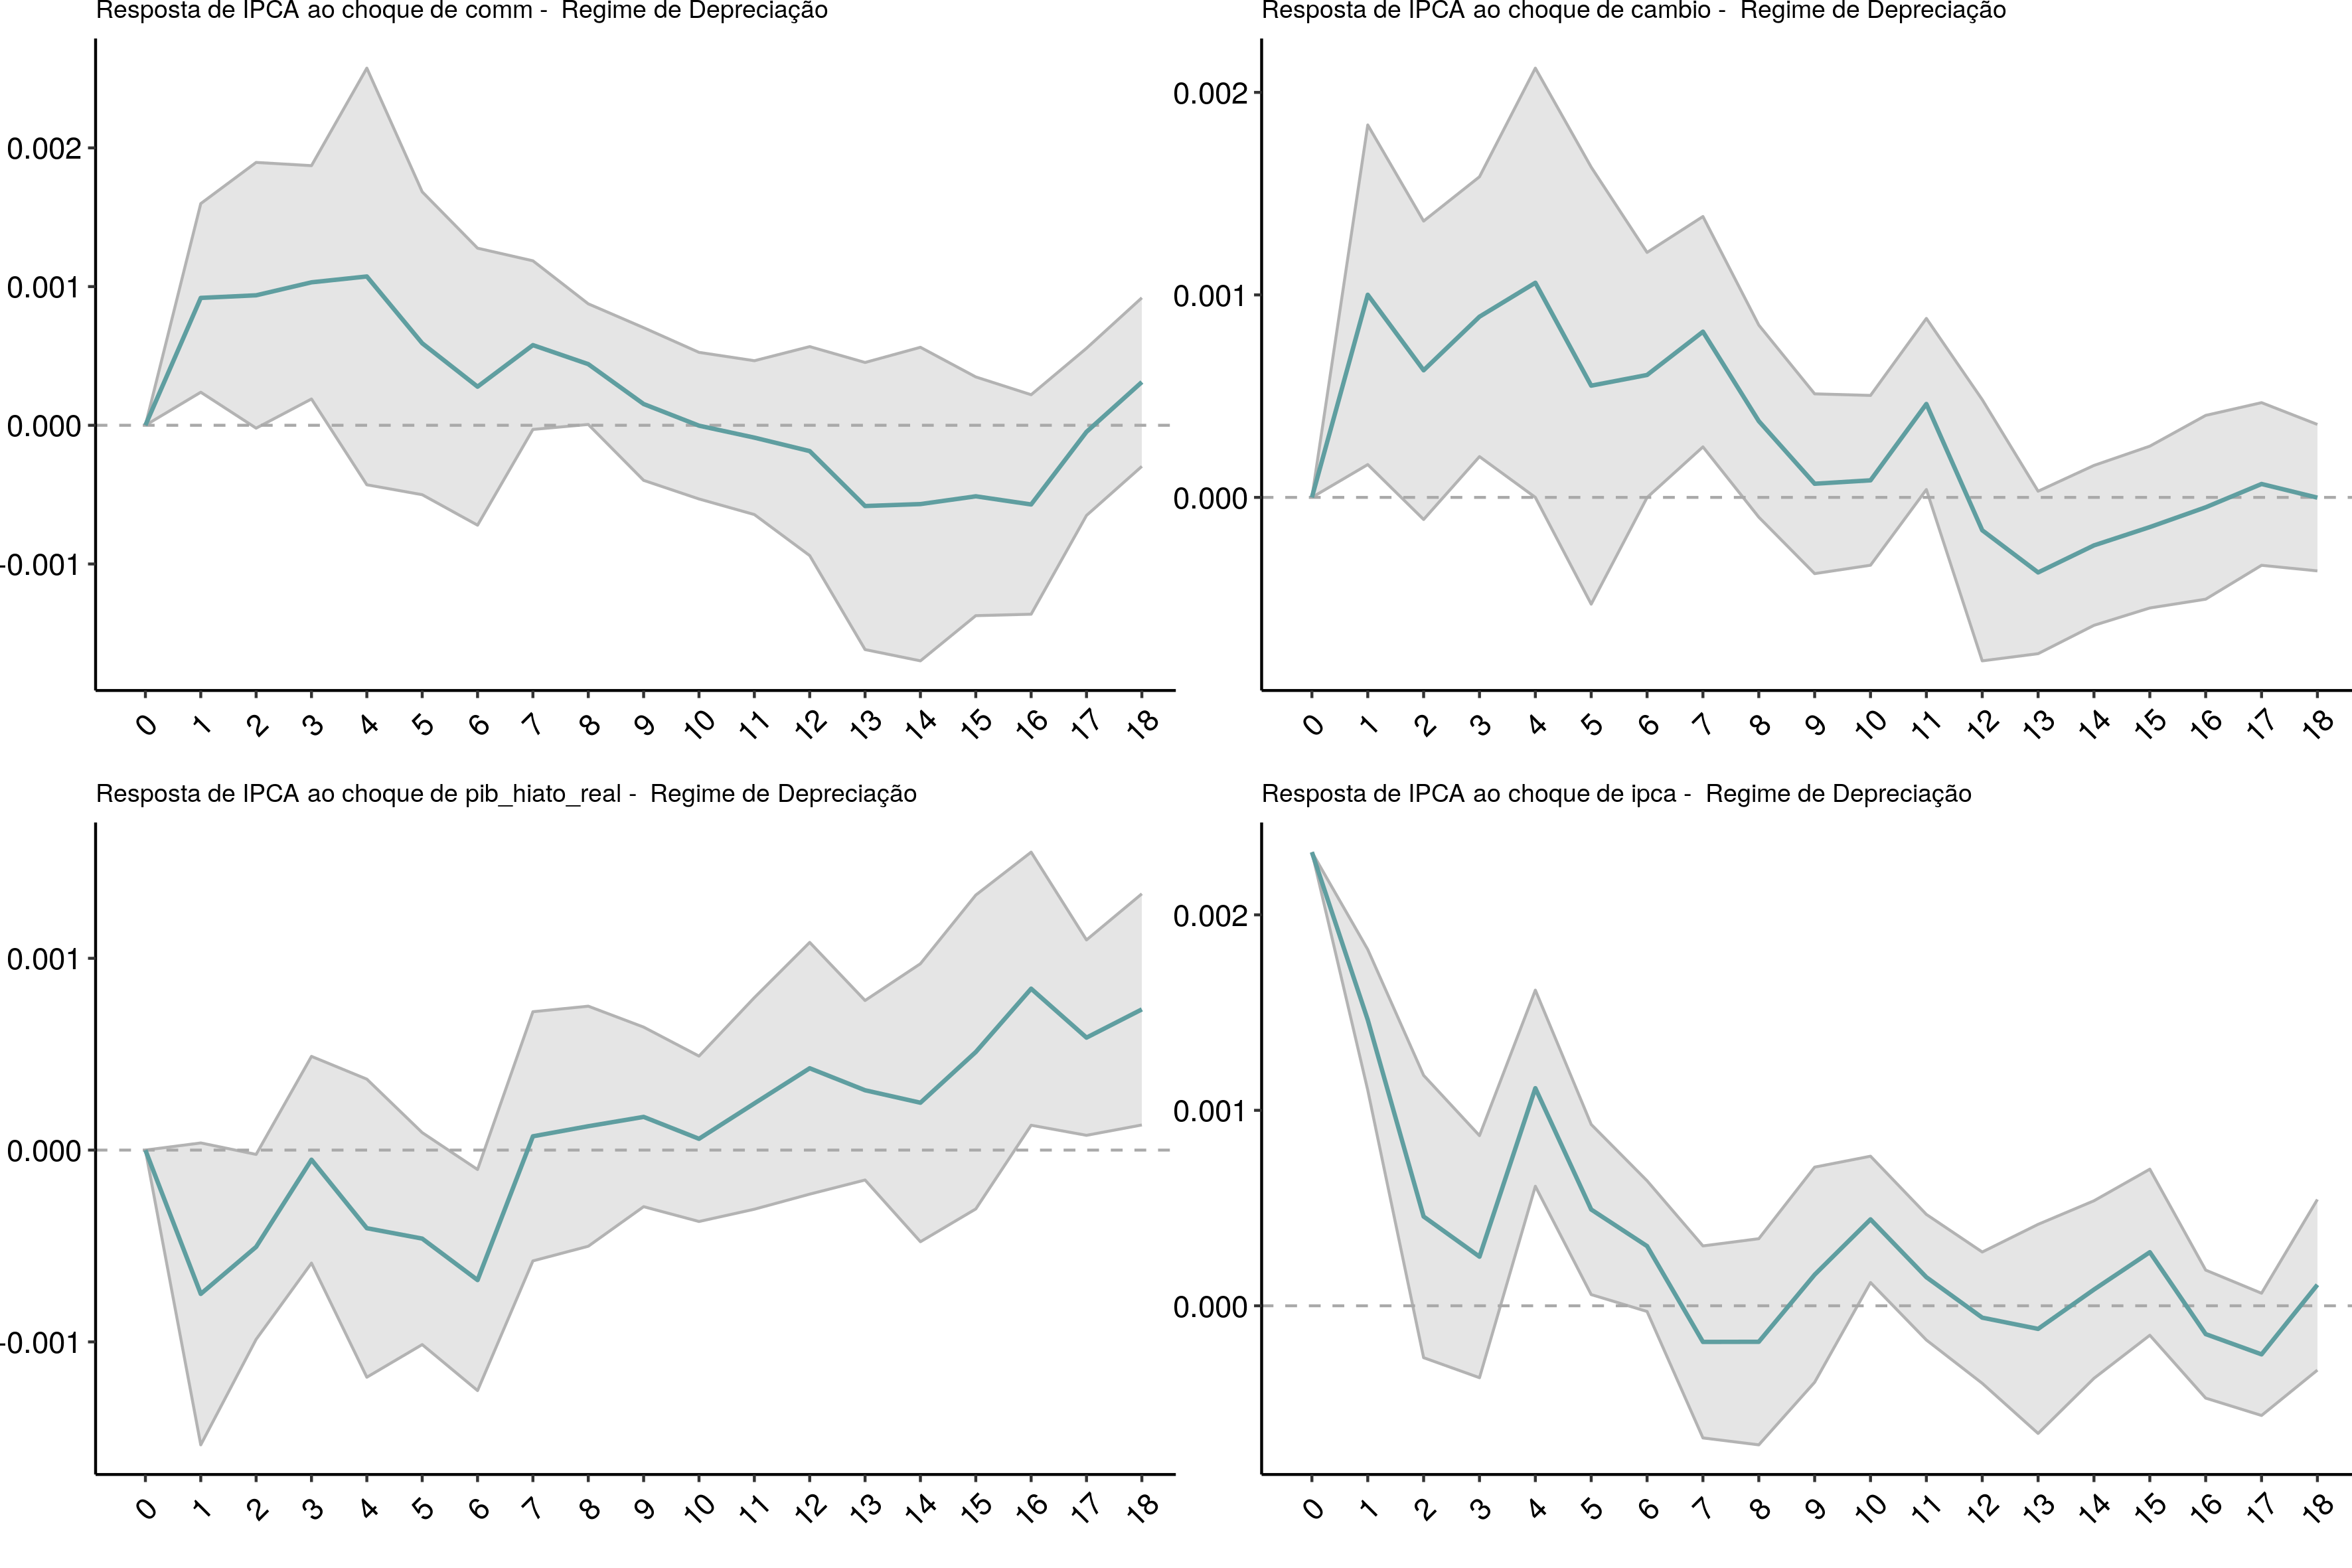 Resposta de IPCA ao choque de comm -  Regime de Depreciação
0.002
0.001
0.000
-0.001
0 1 2 3 4 5 6 7 8 9 10 11 12 13 14 15 16 17 18
Resposta de IPCA ao choque de cambio -  Regime de Depreciação
0.002
0.001
0.000
0 1 2 3 4 5 6 7 8 9 10 11 12 13 14 15 16 17 18
Resposta de IPCA ao choque de pib_hiato_real -  Regime de Depreciação
0.001
0.000
-0.001
0 1 2 3 4 5 6 7 8 9 10 11 12 13 14 15 16 17 18
Resposta de IPCA ao choque de ipca -  Regime de Depreciação
0.002
0.001
0.000
0 1 2 3 4 5 6 7 8 9 10 11 12 13 14 15 16 17 18